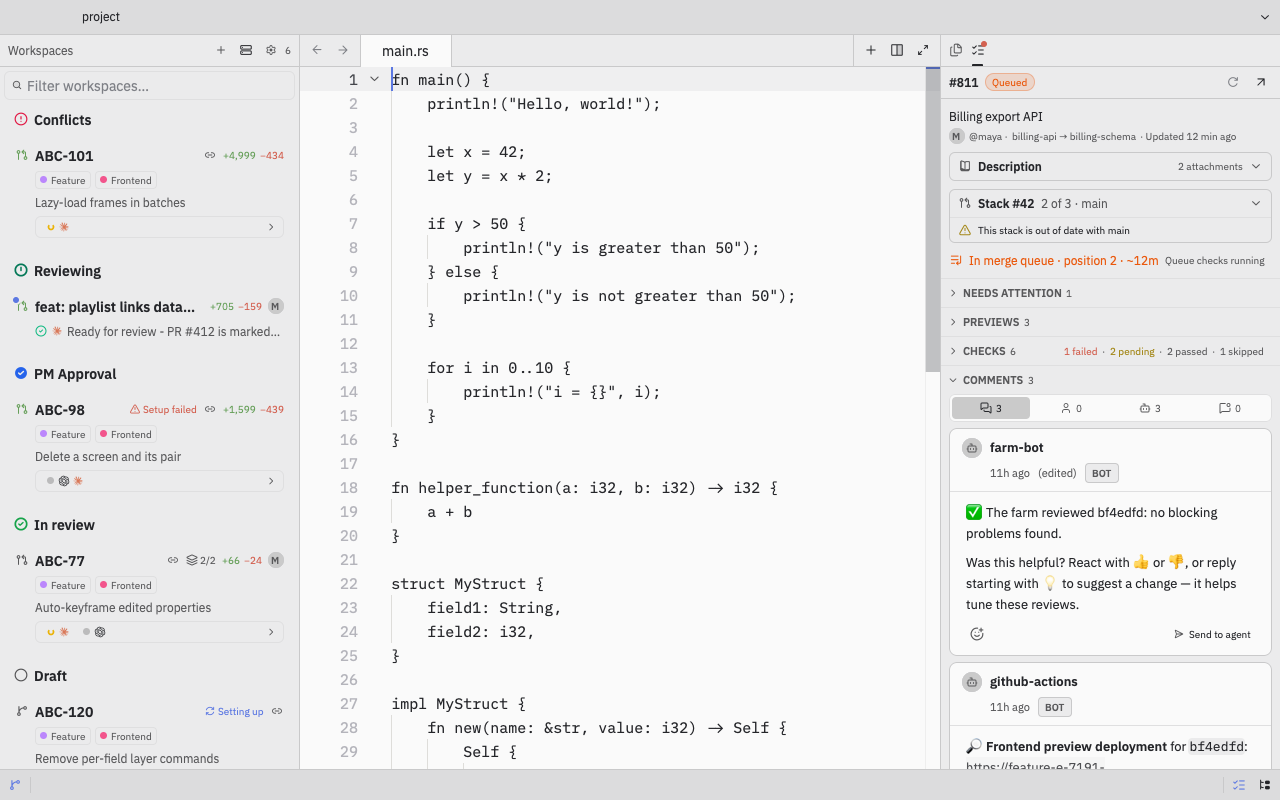 project
Workspaces
6
Filter workspaces...
Conflicts
ABC-101 +4,999 −434
Feature Frontend
Lazy-load frames in batches
Reviewing
feat: playlist links data... +705 −159 M
Ready for review - PR #412 is marked...
PM Approval
ABC-98 Setup failed +1,599 −439
Feature Frontend
Delete a screen and its pair
In review
ABC-77 2/2 +66 −24 M
Feature Frontend
Auto-keyframe edited properties
Draft
ABC-120 Setting up
Feature Frontend
Remove per-field layer commands
main.rs
1 fn main() {
2 println!("Hello, world!");
3
4 let x = 42;
5 let y = x * 2;
6
7 if y > 50 {
8 println!("y is greater than 50");
9 } else {
10 println!("y is not greater than 50");
11 }
12
13 for i in 0..10 {
14 println!("i = {}", i);
15 }
16 }
17
18 fn helper_function(a: i32, b: i32) -> i32 {
19 a + b
20 }
21
22 struct MyStruct {
23 field1: String,
24 field2: i32,
25 }
26
27 impl MyStruct {
28 fn new(name: &str, value: i32) -> Self {
29 Self {
#811 Queued
Billing export API
M @maya · billing-api → billing-schema · Updated 12 min ago
Description 2 attachments
Stack #42 2 of 3 · main
This stack is out of date with main
In merge queue · position 2 · ~12m Queue checks running
NEEDS ATTENTION 1
PREVIEWS 3
CHECKS 6 1 failed · 2 pending · 2 passed · 1 skipped
COMMENTS 3
3 0 3 0
farm-bot
11h ago (edited) BOT
✅ The farm reviewed bf4edfd: no blocking
problems found.
Was this helpful? React with 👍 or 👎, or reply
starting with 💡 to suggest a change — it helps
tune these reviews.
Send to agent
github-actions
11h ago BOT
🔎 Frontend preview deployment for bf4edfd:
https://feature-e-7191-